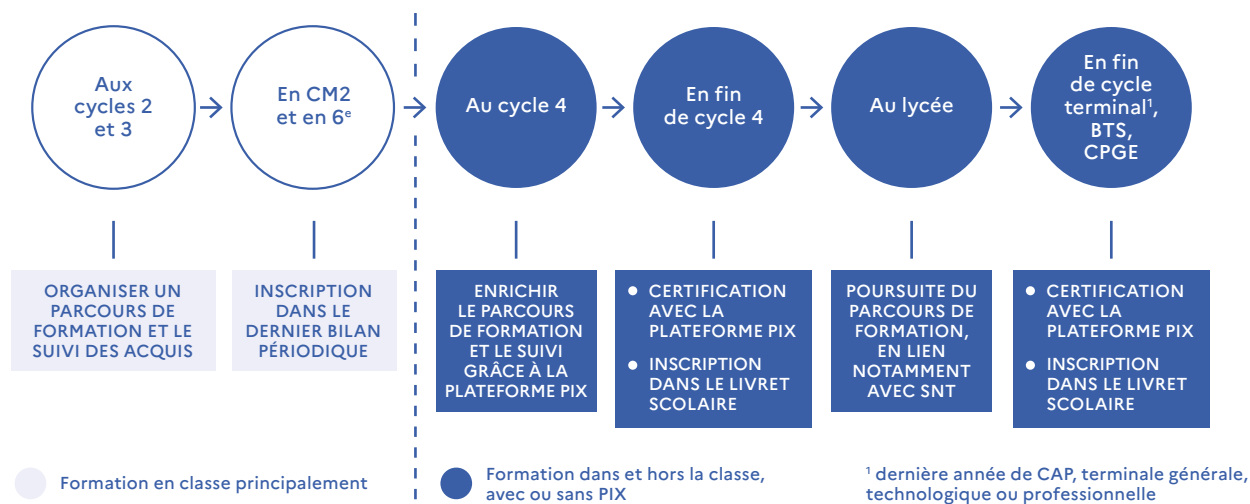 Aux
cycles 2
et 3
En CM2
et en 6ᵉ
Au cycle 4
En fin
de cycle 4
Au lycée
En fin
de cycle
terminal¹,
BTS,
CPGE
ORGANISER UN
PARCOURS DE
FORMATION ET LE
SUIVI DES ACQUIS
INSCRIPTION
DANS LE
DERNIER BILAN
PÉRIODIQUE
ENRICHIR
LE PARCOURS
DE FORMATION
ET LE SUIVI
GRÂCE À LA
PLATEFORME PIX
● CERTIFICATION
AVEC LA
PLATEFORME PIX
● INSCRIPTION
DANS LE LIVRET
SCOLAIRE
POURSUITE DU
PARCOURS DE
FORMATION,
EN LIEN
NOTAMMENT
AVEC SNT
● CERTIFICATION
AVEC LA
PLATEFORME PIX
● INSCRIPTION
DANS LE LIVRET
SCOLAIRE
Formation en classe principalement
Formation dans et hors la classe,
avec ou sans PIX
¹ dernière année de CAP, terminale générale,
technologique ou professionnelle